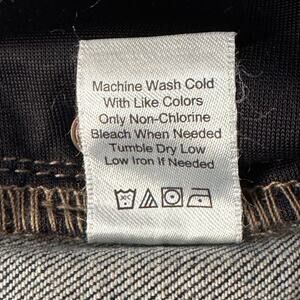 Machine Wash Cold
With Like Colors
Only Non-Chlorine
Bleach When Needed
Tumble Dry Low
Low Iron If Needed